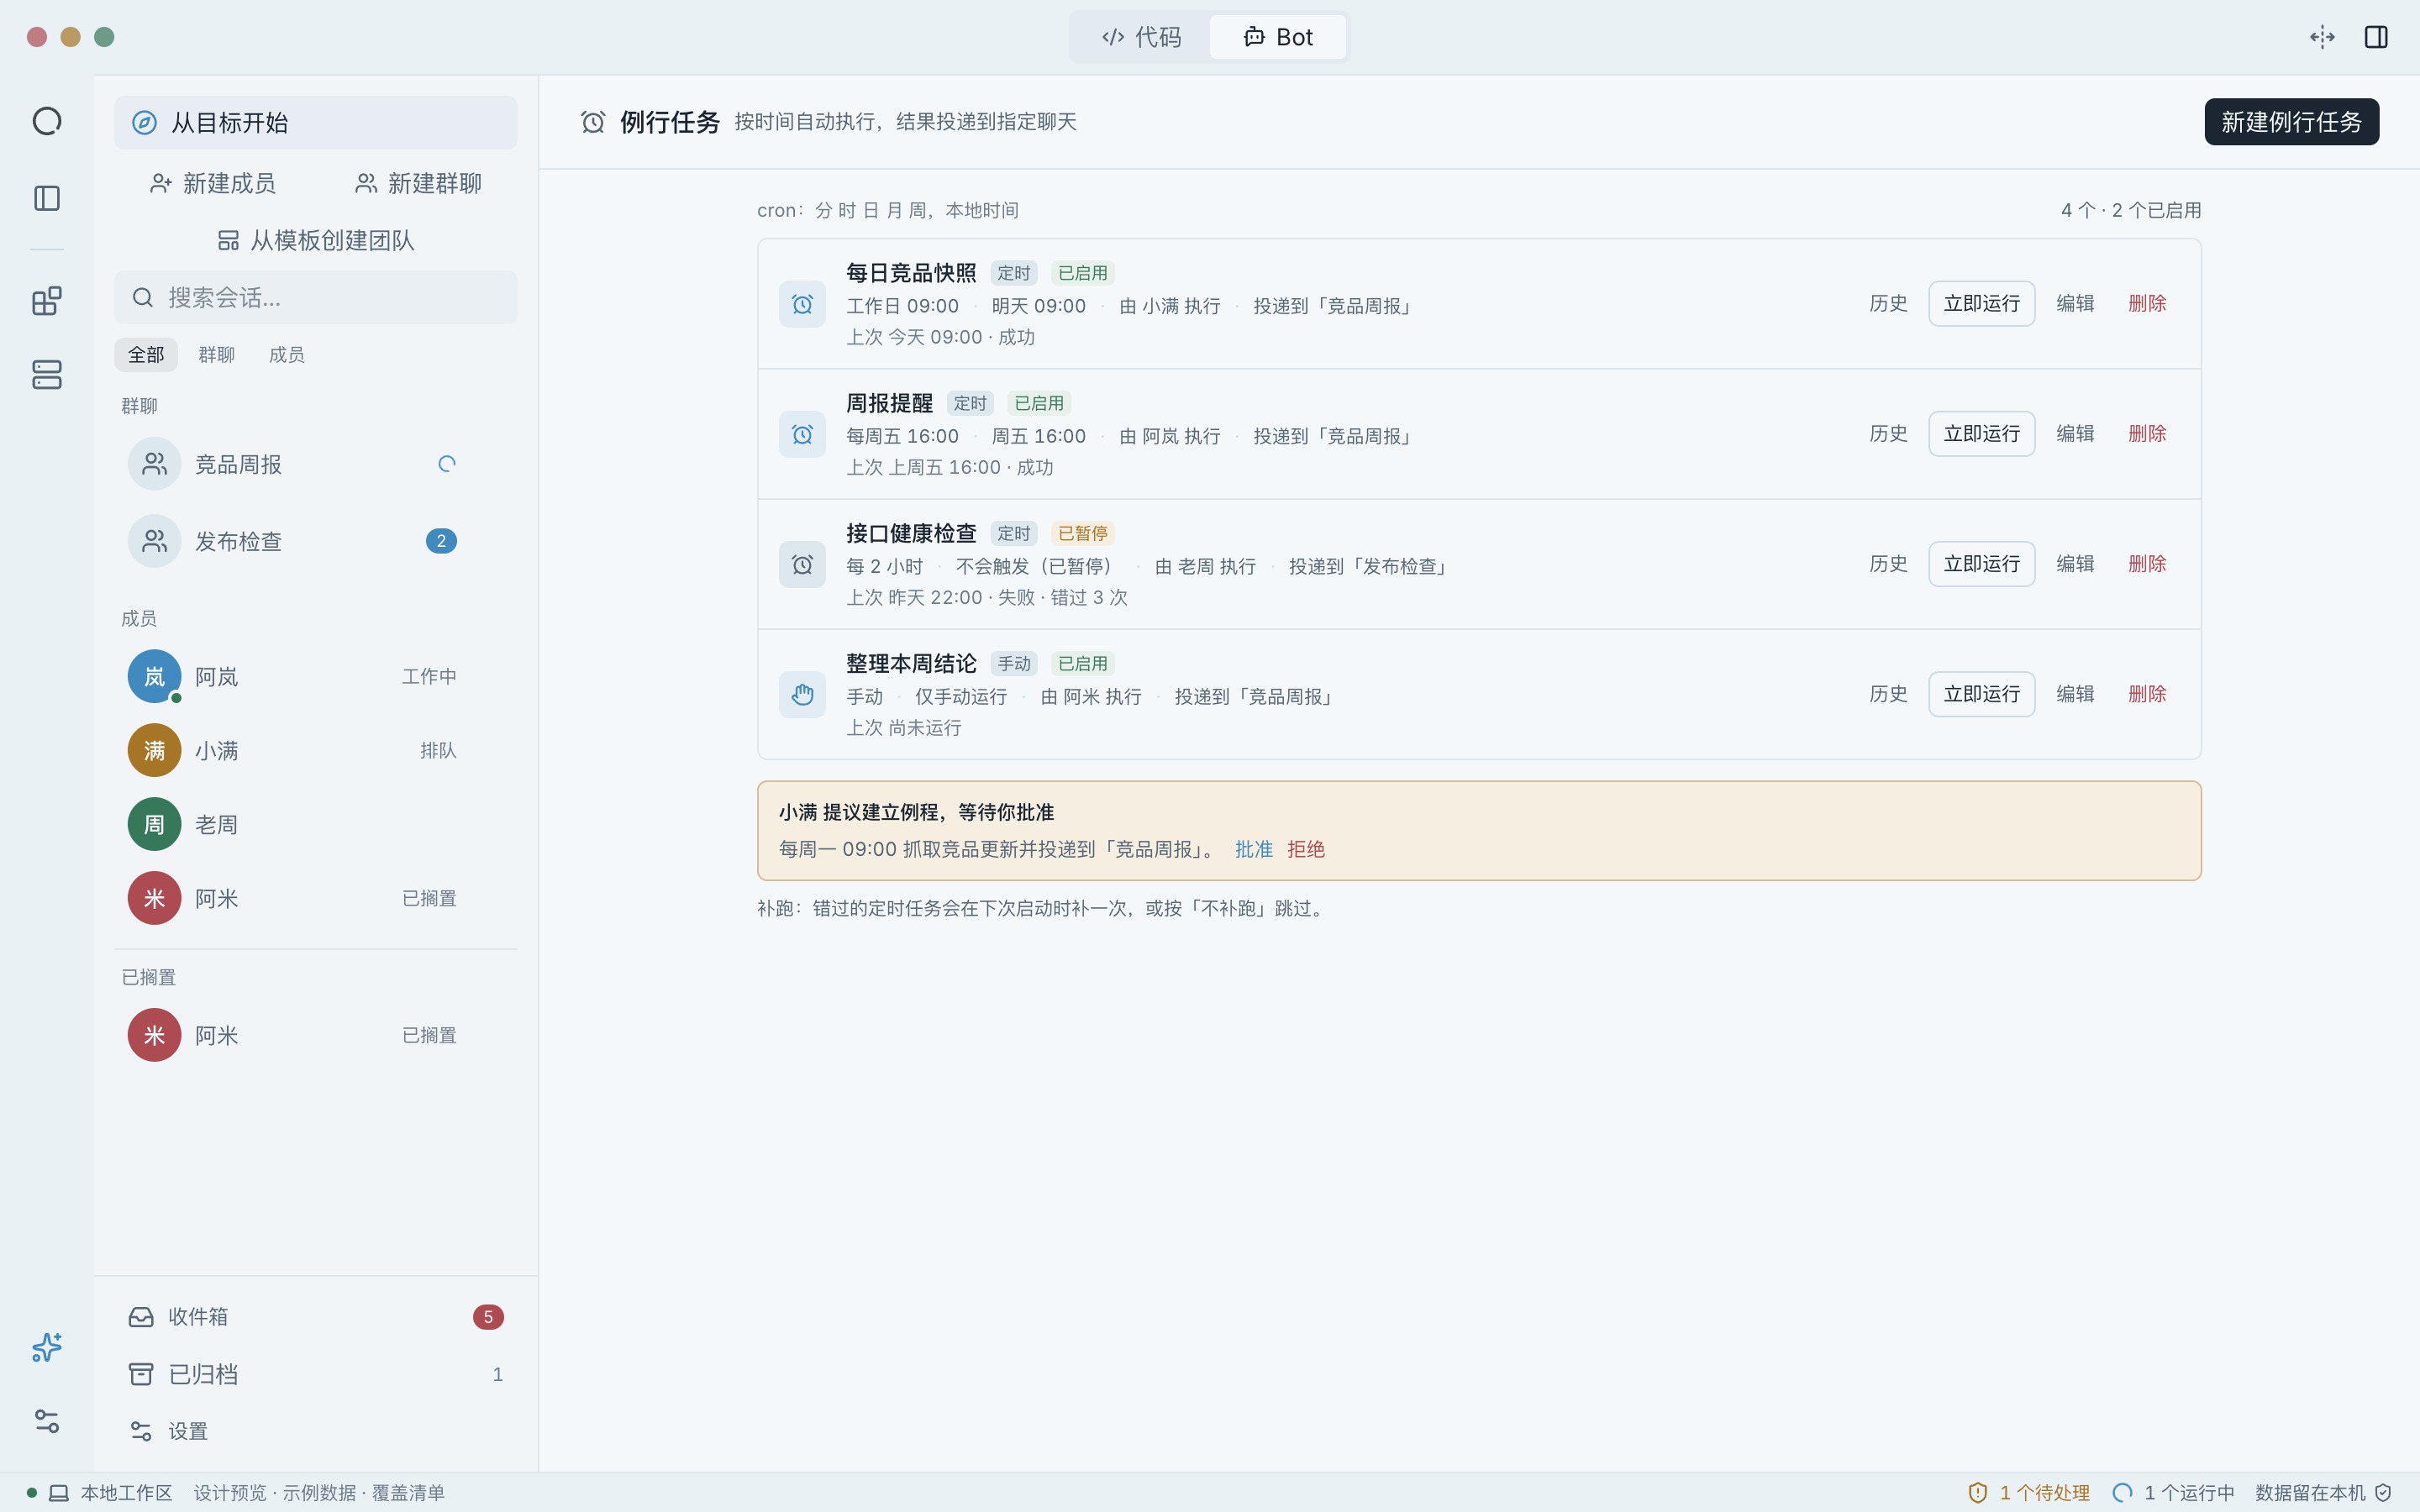 代码
Bot
从目标开始
新建成员
新建群聊
从模板创建团队
搜索会话...
全部
群聊
成员
群聊
竞品周报
发布检查
2
成员
岚
阿岚
工作中
满
小满
排队
周
老周
米
阿米
已搁置
已搁置
米
阿米
已搁置
收件箱
5
已归档
1
设置
例行任务
按时间自动执行，结果投递到指定聊天
新建例行任务
cron：分 时 日 月 周，本地时间
4 个 · 2 个已启用
每日竞品快照 定时 已启用
工作日 09:00 · 明天 09:00 · 由 小满 执行 · 投递到「竞品周报」
上次 今天 09:00 · 成功
历史 立即运行 编辑 删除
周报提醒 定时 已启用
每周五 16:00 · 周五 16:00 · 由 阿岚 执行 · 投递到「竞品周报」
上次 上周五 16:00 · 成功
历史 立即运行 编辑 删除
接口健康检查 定时 已暂停
每 2 小时 · 不会触发（已暂停） · 由 老周 执行 · 投递到「发布检查」
上次 昨天 22:00 · 失败 · 错过 3 次
历史 立即运行 编辑 删除
整理本周结论 手动 已启用
手动 · 仅手动运行 · 由 阿米 执行 · 投递到「竞品周报」
上次 尚未运行
历史 立即运行 编辑 删除
小满 提议建立例程，等待你批准
每周一 09:00 抓取竞品更新并投递到「竞品周报」。 批准 拒绝
补跑：错过的定时任务会在下次启动时补一次，或按「不补跑」跳过。
本地工作区
设计预览 · 示例数据 · 覆盖清单
1 个待处理
1 个运行中
数据留在本机